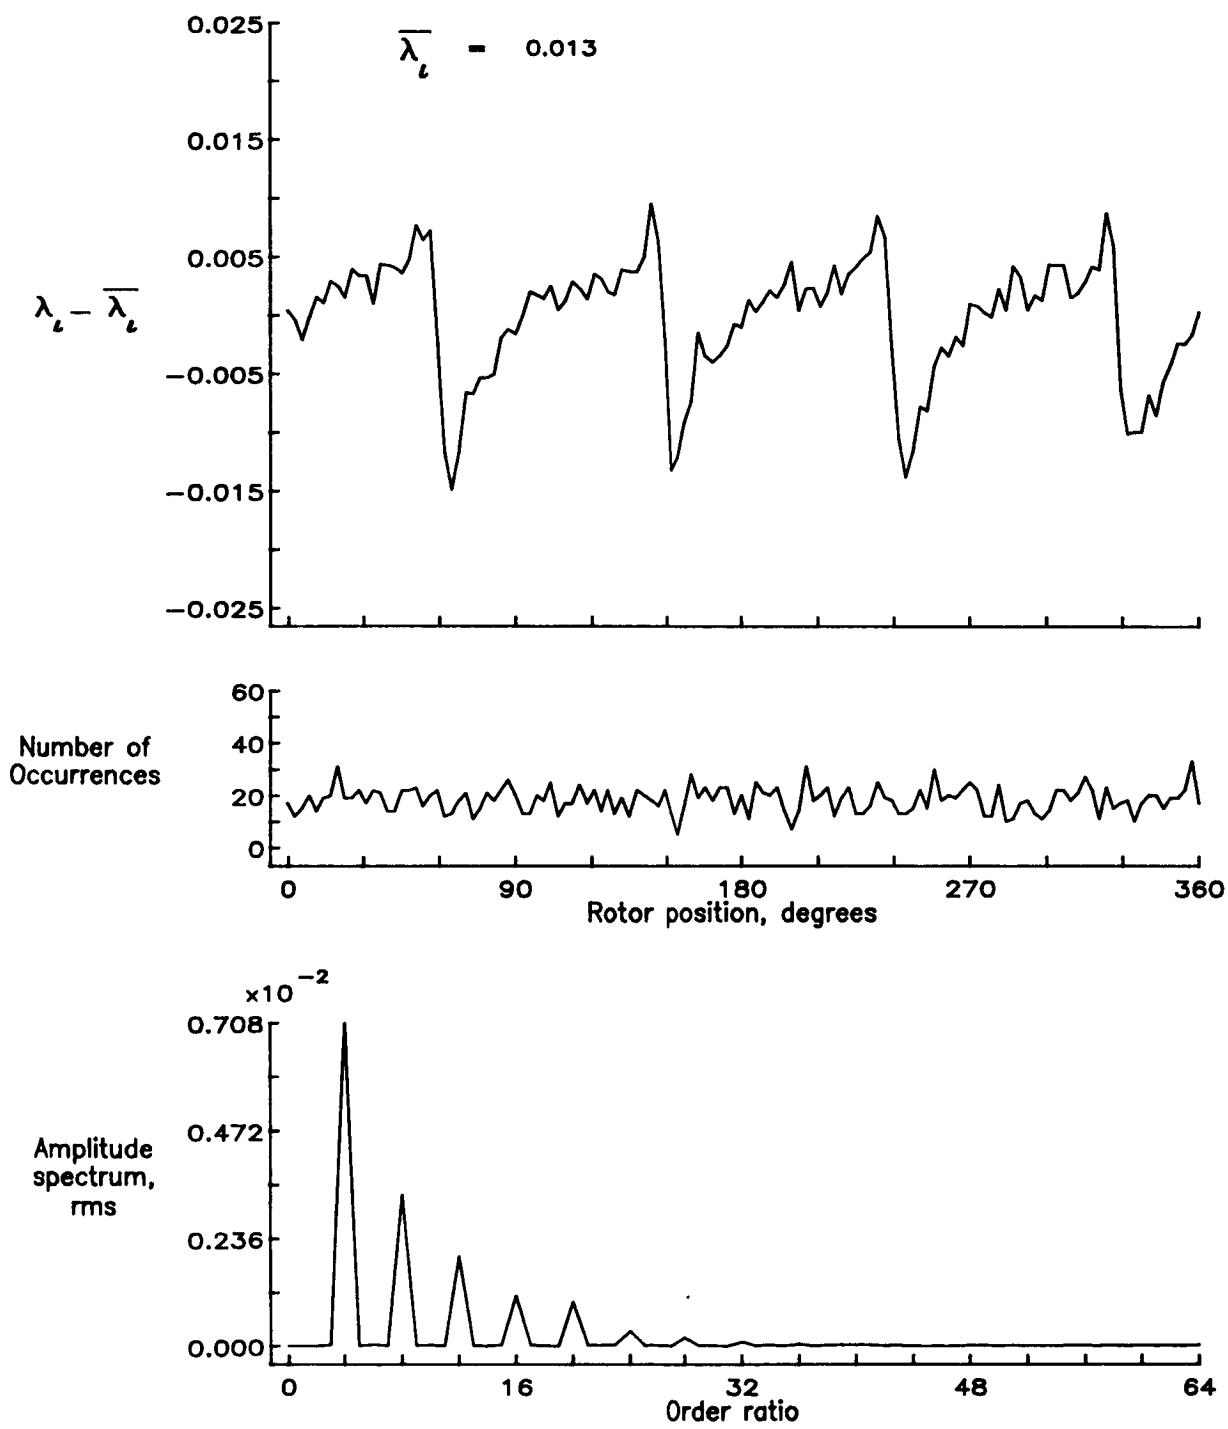 0.025
λ̅ι = 0.013
0.015
0.005
λι − λ̅ι
−0.005
−0.015
−0.025
60
Number of
Occurrences
40
20
0
0 90 180 270 360
Rotor position, degrees
×10⁻²
0.708
0.472
Amplitude
spectrum,
rms
0.236
0.000
0 16 32 48 64
Order ratio